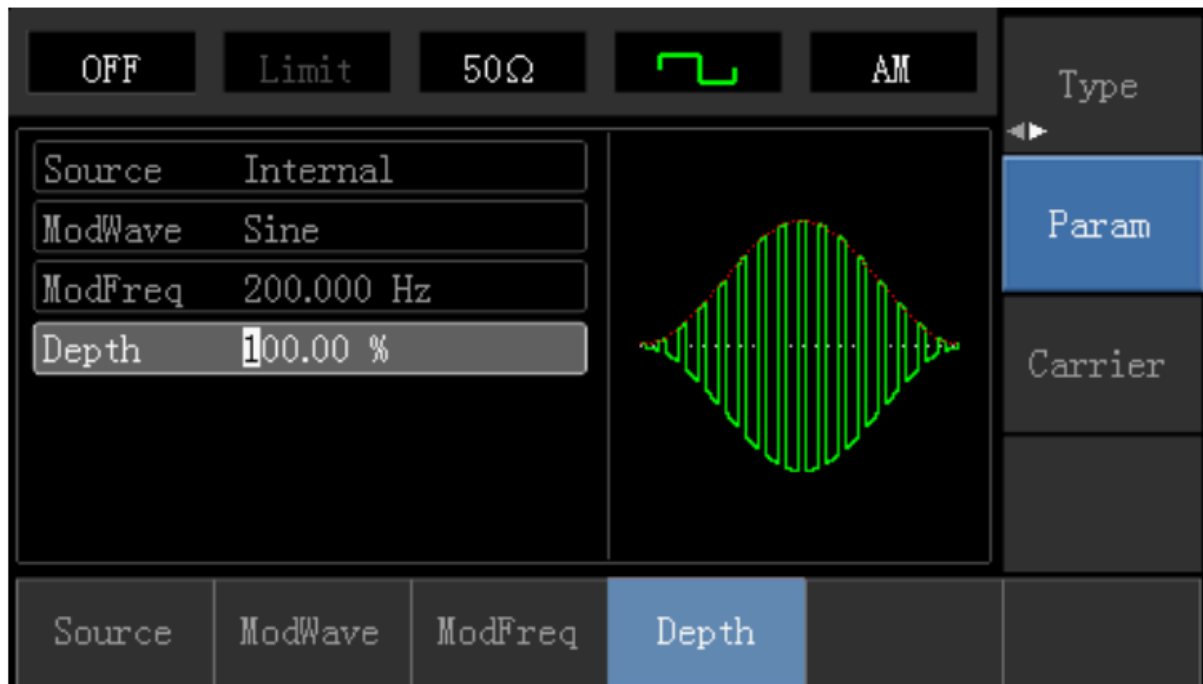 OFF Limit 50Ω AM
Type
Source Internal
ModWave Sine
ModFreq 200.000 Hz
Depth 100.00 %
Param
Carrier
Source ModWave ModFreq Depth